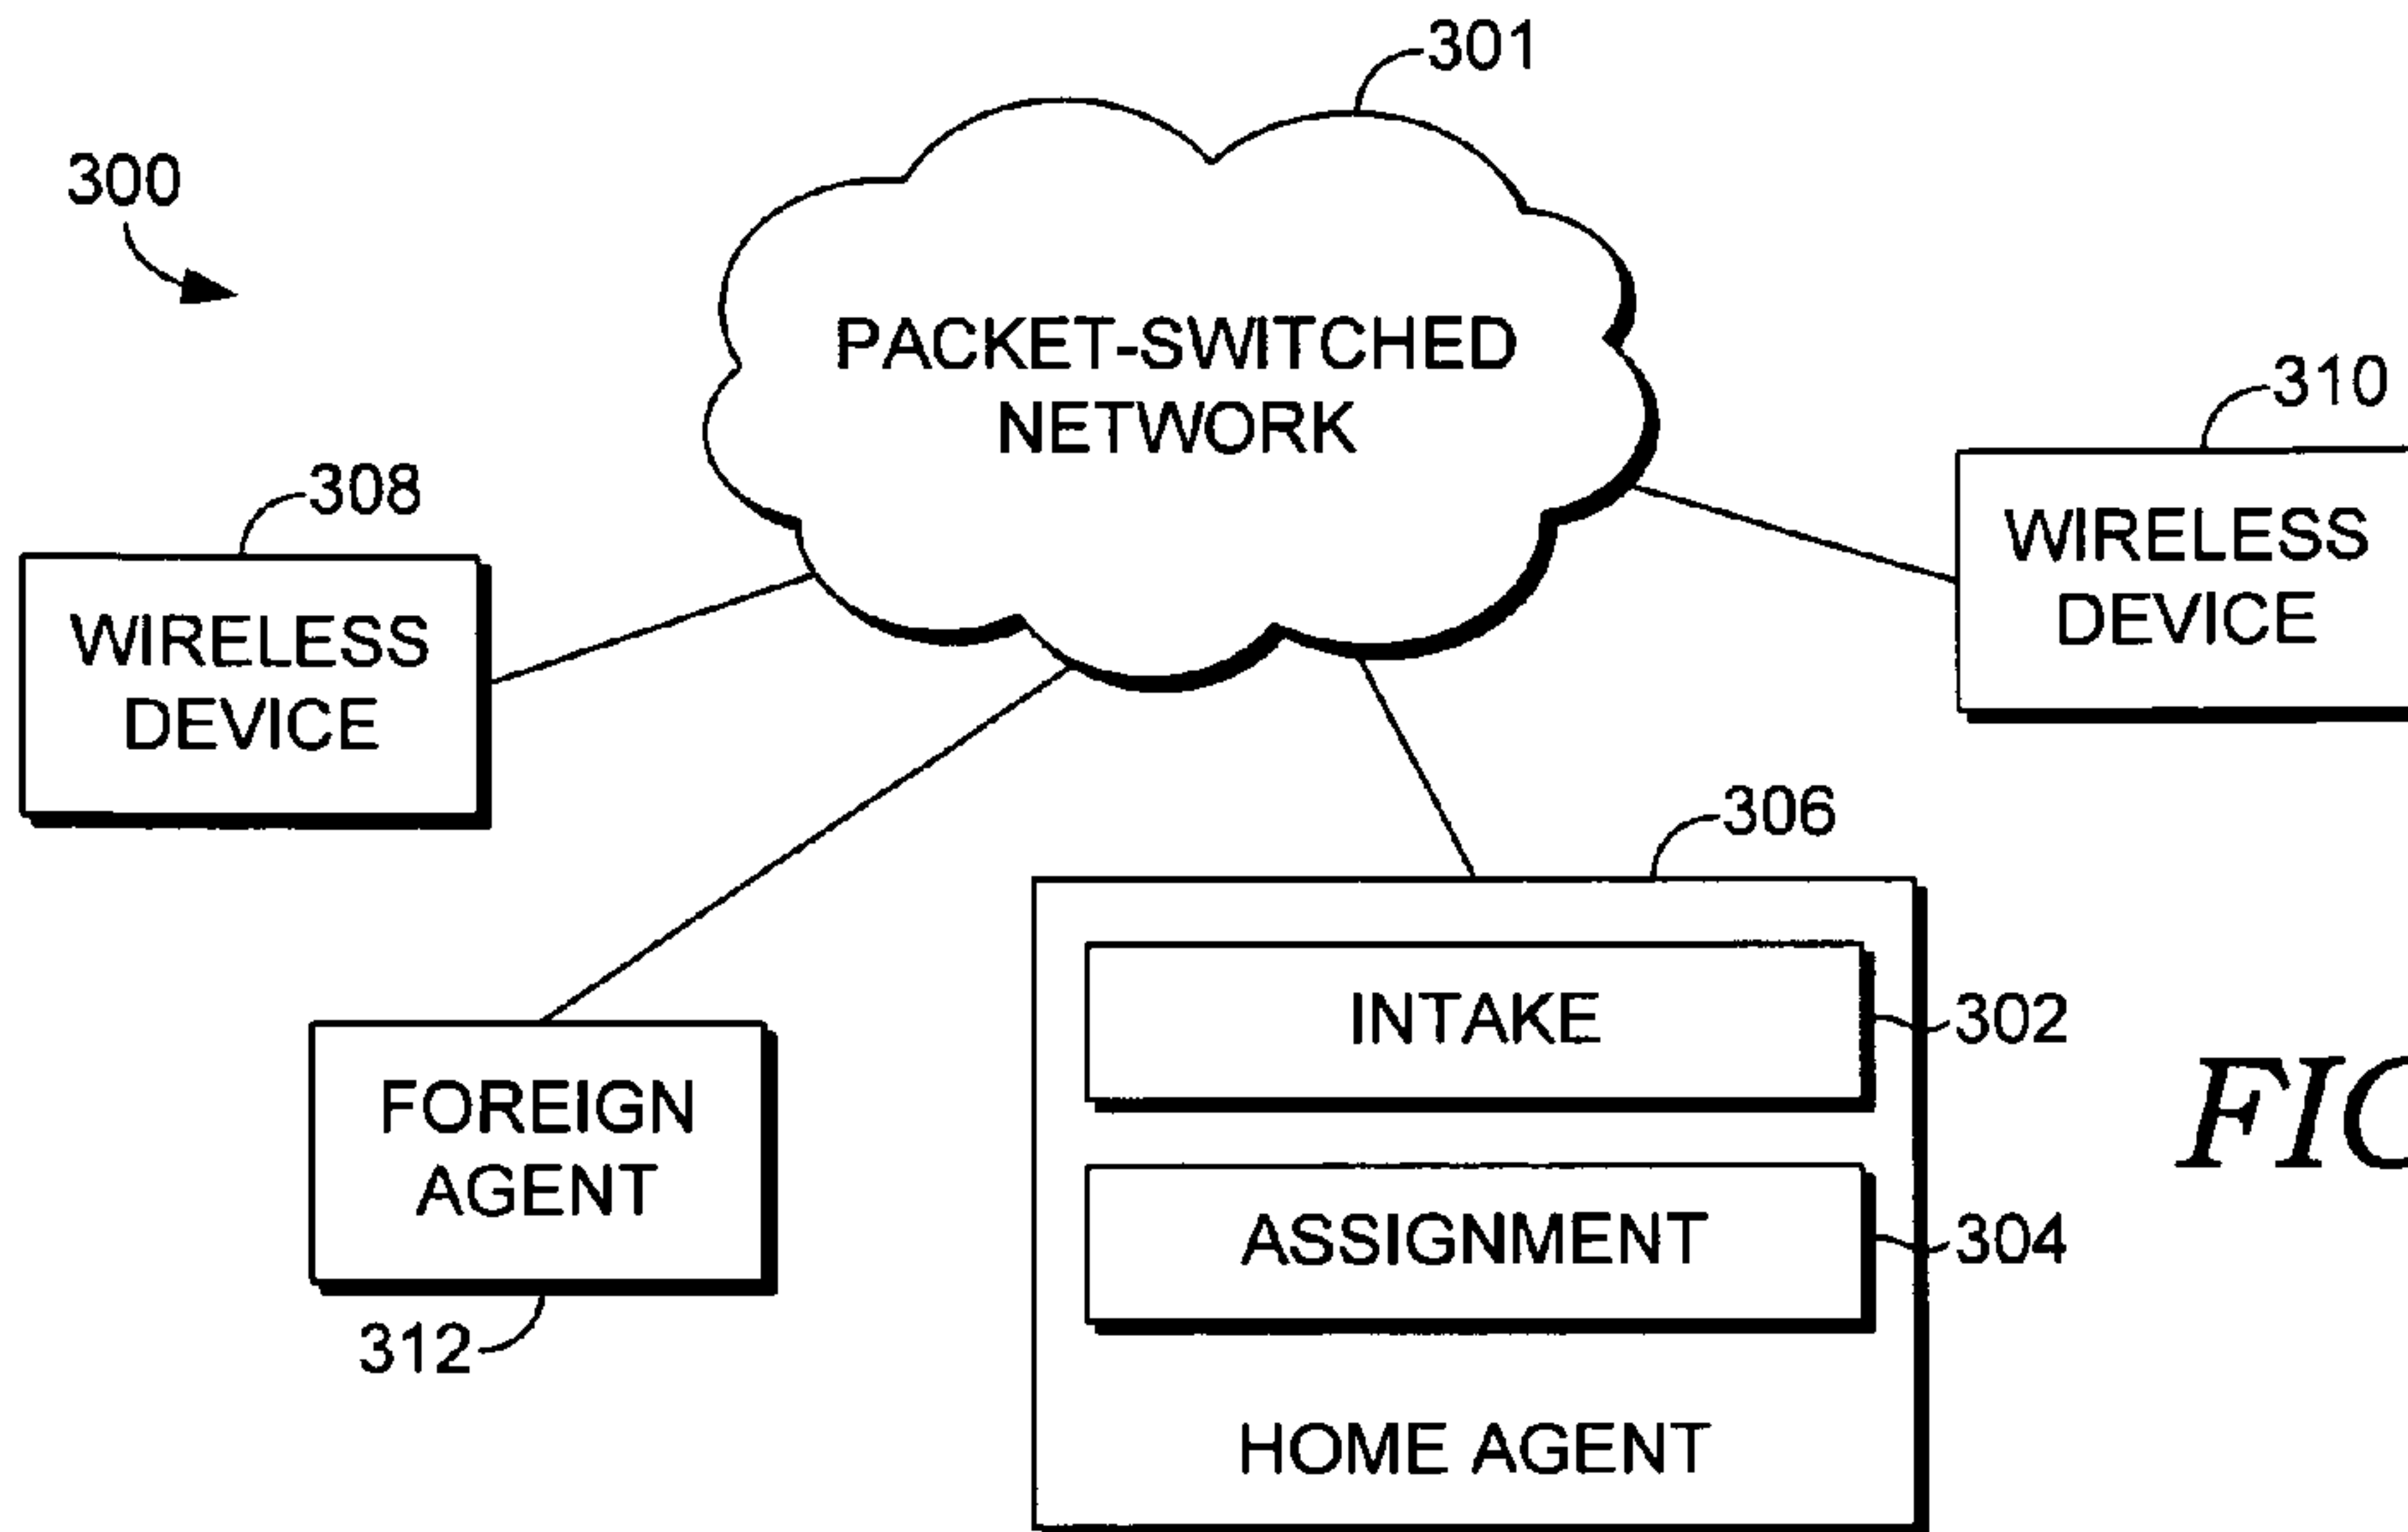 301
300
PACKET-SWITCHED
NETWORK
310
308
WIRELESS
DEVICE
WIRELESS
DEVICE
306
INTAKE
302
FOREIGN
AGENT
ASSIGNMENT
304
312
HOME AGENT